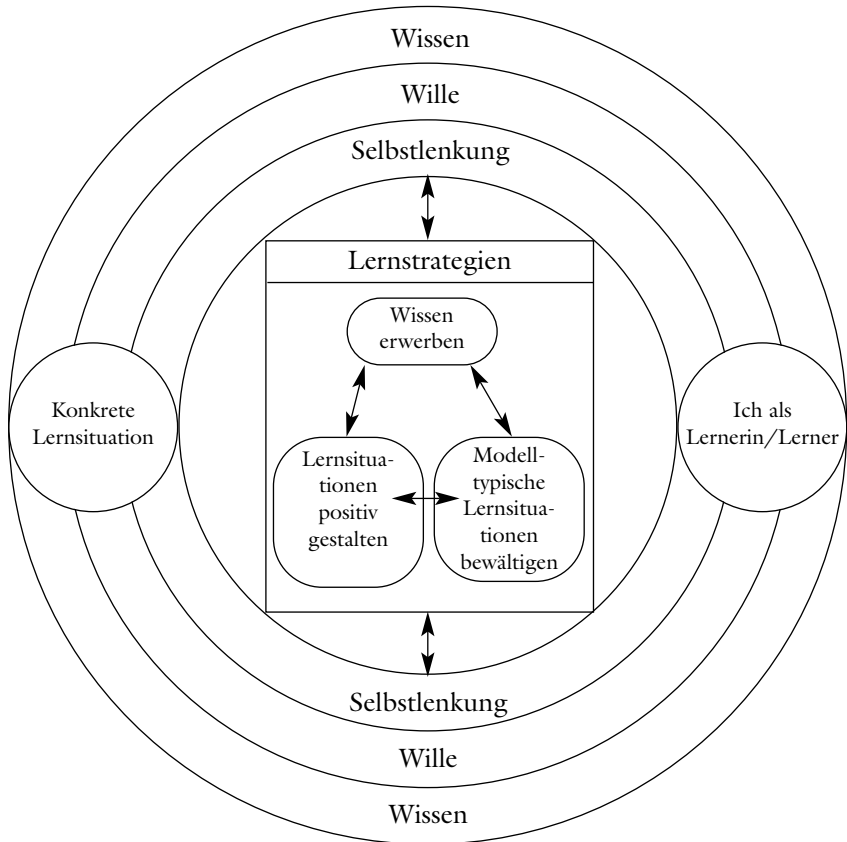 Wissen
Wille
Selbstlenkung
Lernstrategien
Wissen
erwerben
Konkrete
Lernsituation
Ich als
Lernerin/Lerner
Lernsitua-
tionen
positiv
gestalten
Modell-
typische
Lernsitua-
tionen
bewältigen
Selbstlenkung
Wille
Wissen